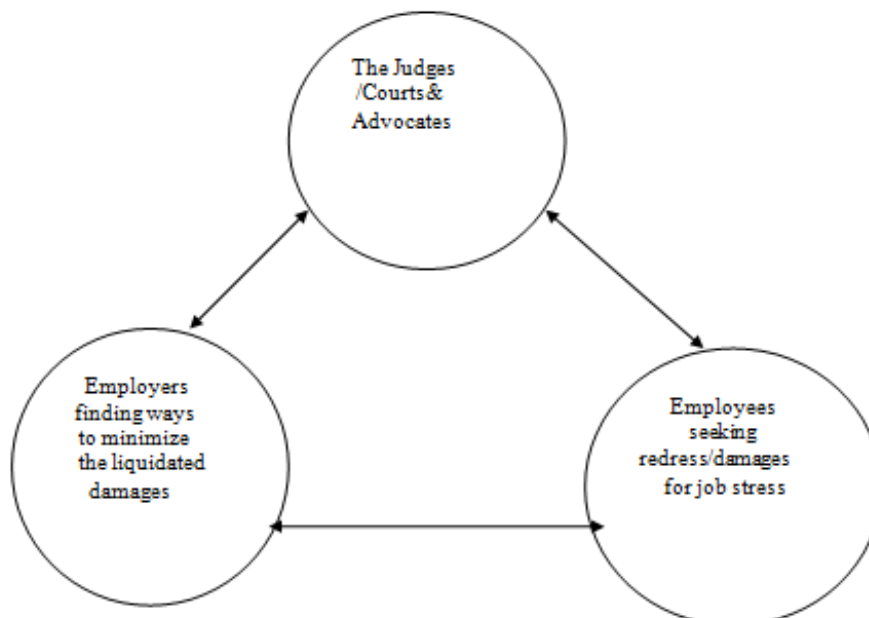 The Judges
/Courts &
Advocates
Employers
finding ways
to minimize
the liquidated
damages
Employees
seeking
redress/damages
for job stress